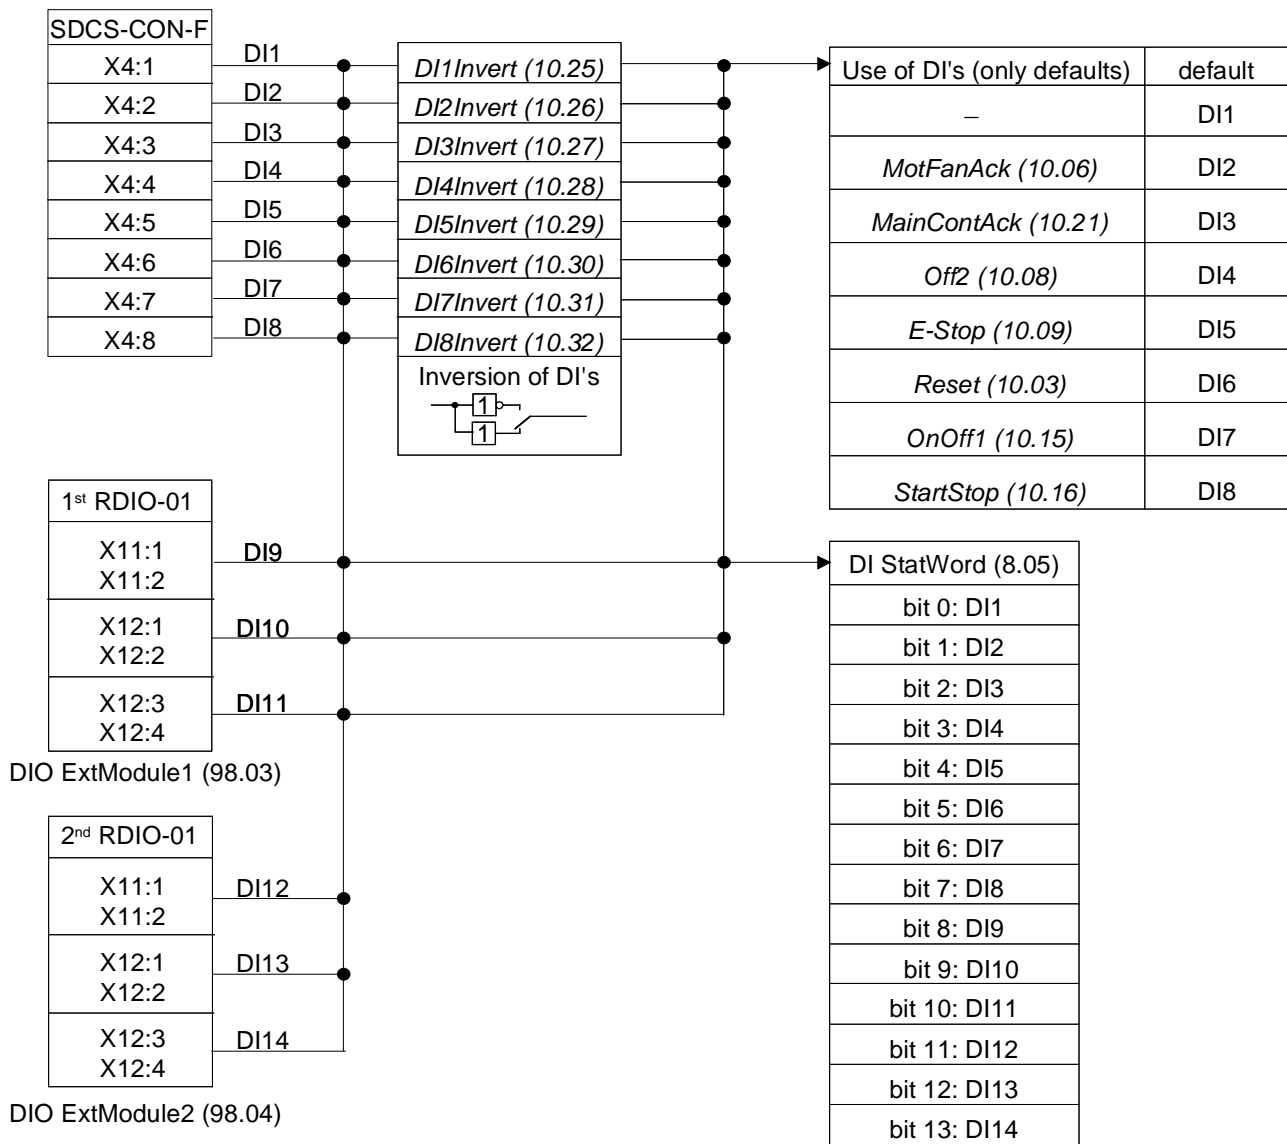 SDCS-CON-F
X4:1
X4:2
X4:3
X4:4
X4:5
X4:6
X4:7
X4:8
DI1
DI2
DI3
DI4
DI5
DI6
DI7
DI8
DI1Invert (10.25)
DI2Invert (10.26)
DI3Invert (10.27)
DI4Invert (10.28)
DI5Invert (10.29)
DI6Invert (10.30)
DI7Invert (10.31)
DI8Invert (10.32)
Inversion of DI's
1
1
Use of DI's (only defaults) default
– DI1
MotFanAck (10.06) DI2
MainContAck (10.21) DI3
Off2 (10.08) DI4
E-Stop (10.09) DI5
Reset (10.03) DI6
OnOff1 (10.15) DI7
StartStop (10.16) DI8
1st RDIO-01
X11:1
X11:2
DI9
X12:1
X12:2
DI10
X12:3
X12:4
DI11
DIO ExtModule1 (98.03)
2nd RDIO-01
X11:1
X11:2
DI12
X12:1
X12:2
DI13
X12:3
X12:4
DI14
DIO ExtModule2 (98.04)
DI StatWord (8.05)
bit 0: DI1
bit 1: DI2
bit 2: DI3
bit 3: DI4
bit 4: DI5
bit 5: DI6
bit 6: DI7
bit 7: DI8
bit 8: DI9
bit 9: DI10
bit 10: DI11
bit 11: DI12
bit 12: DI13
bit 13: DI14